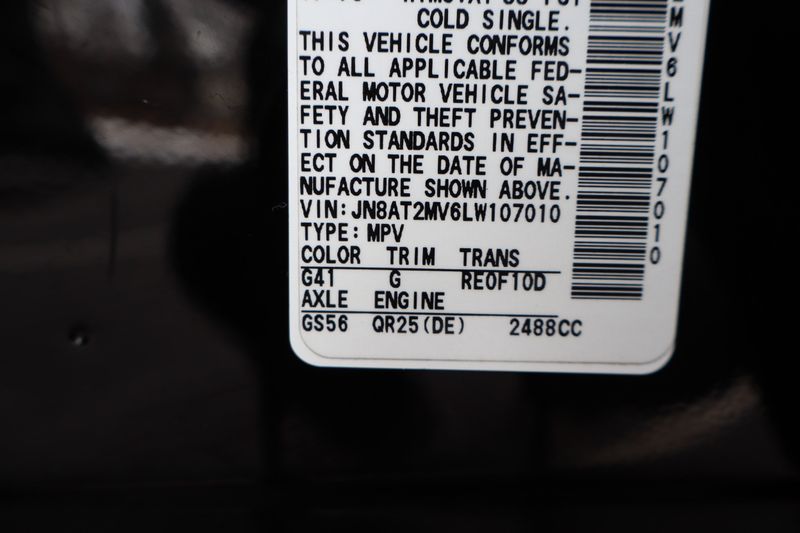 COLD SINGLE.
THIS VEHICLE CONFORMS
TO ALL APPLICABLE FED-
ERAL MOTOR VEHICLE SA-
FETY AND THEFT PREVEN-
TION STANDARDS IN EFF-
ECT ON THE DATE OF MA-
NUFACTURE SHOWN ABOVE.
VIN:JN8AT2MV6LW107010
TYPE:MPV
COLOR TRIM TRANS
G41 G RE0F10D
AXLE ENGINE
GS56 QR25(DE) 2488CC
MV6LW107010